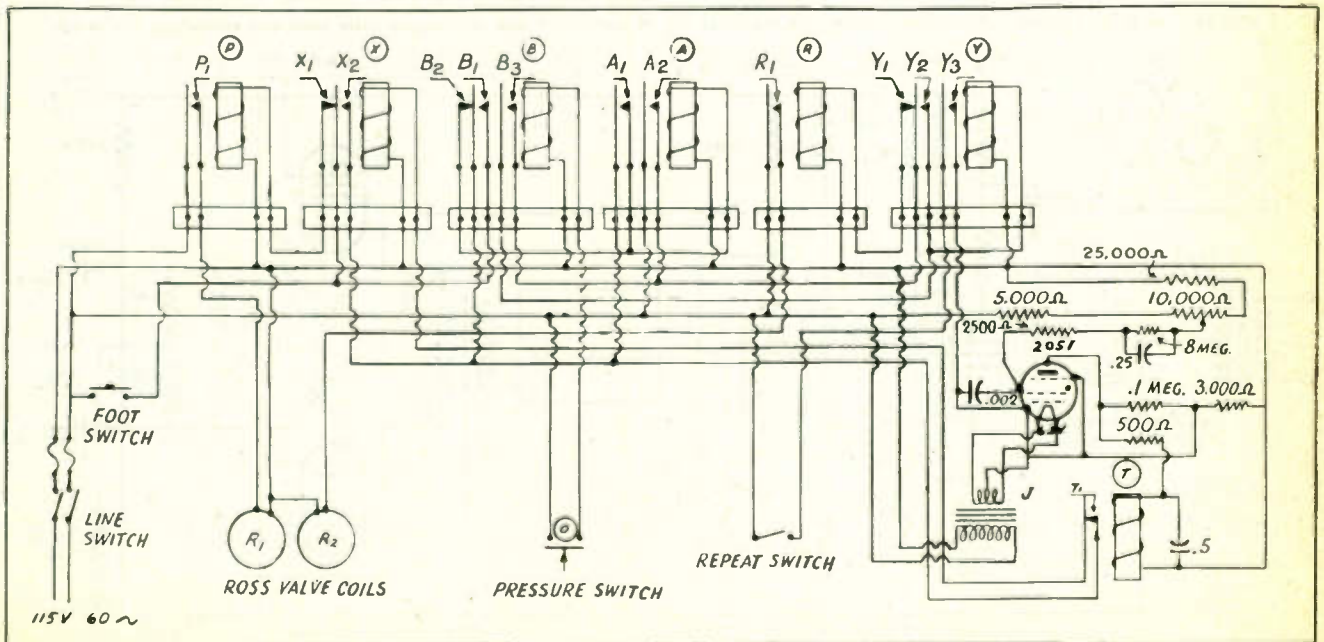 P₁ P
X₁ X₂ X
B₂ B₁ B₃ B
A₁ A₂ A
R₁ R
Y₁ Y₂ Y₃ Y
25,000Ω
5,000Ω 10,000Ω
2500Ω 2051 8 MEG.
.25
.002
.1 MEG. 3,000Ω
500Ω
FOOT
SWITCH
LINE
SWITCH
R₁ R₂
ROSS VALVE COILS
O
PRESSURE SWITCH
REPEAT SWITCH
J
T
T₁
.5
115V 60 ~